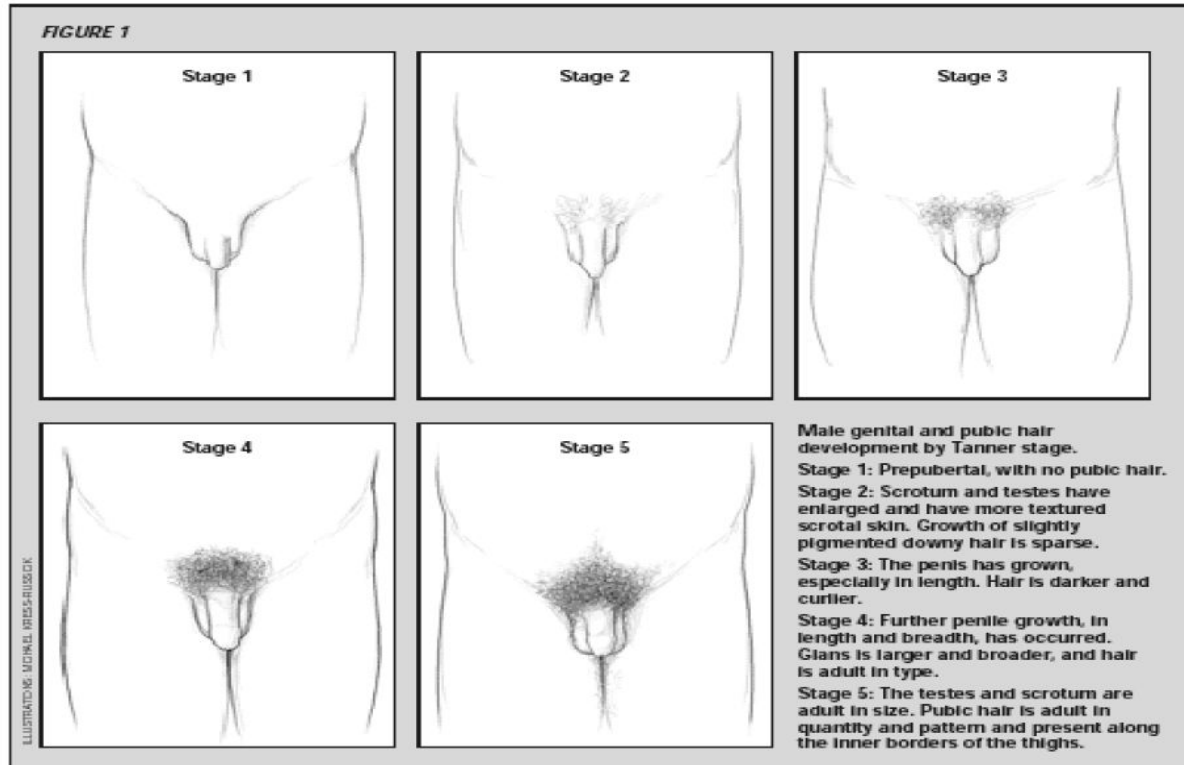 FIGURE 1
Stage 1
Stage 2
Stage 3
Stage 4
Stage 5
Male genital and pubic hair
development by Tanner stage.
Stage 1: Prepubertal, with no pubic hair.
Stage 2: Scrotum and testes have
enlarged and have more textured
scrotal skin. Growth of slightly
pigmented downy hair is sparse.
Stage 3: The penis has grown,
especially in length. Hair is darker and
curlier.
Stage 4: Further penile growth, in
length and breadth, has occurred.
Glans is larger and broader, and hair
is adult in type.
Stage 5: The testes and scrotum are
adult in size. Pubic hair is adult in
quantity and pattern and present along
the inner borders of the thighs.
ILLUSTRATIONS: MICHAEL KRESS-RUSSICK